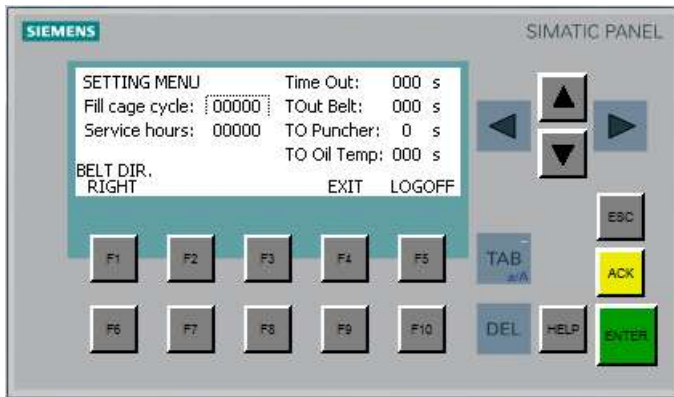 SIEMENS
SIMATIC PANEL
SETTING MENU Time Out: 000 s
Fill cage cycle: 00000 TOut Belt: 000 s
Service hours: 00000 TO Puncher: 0 s
TO Oil Temp: 000 s
BELT DIR.
RIGHT EXIT LOGOFF
ESC
F1 F2 F3 F4 F5 TAB a/A ACK
F6 F7 F8 F9 F10 DEL HELP ENTER